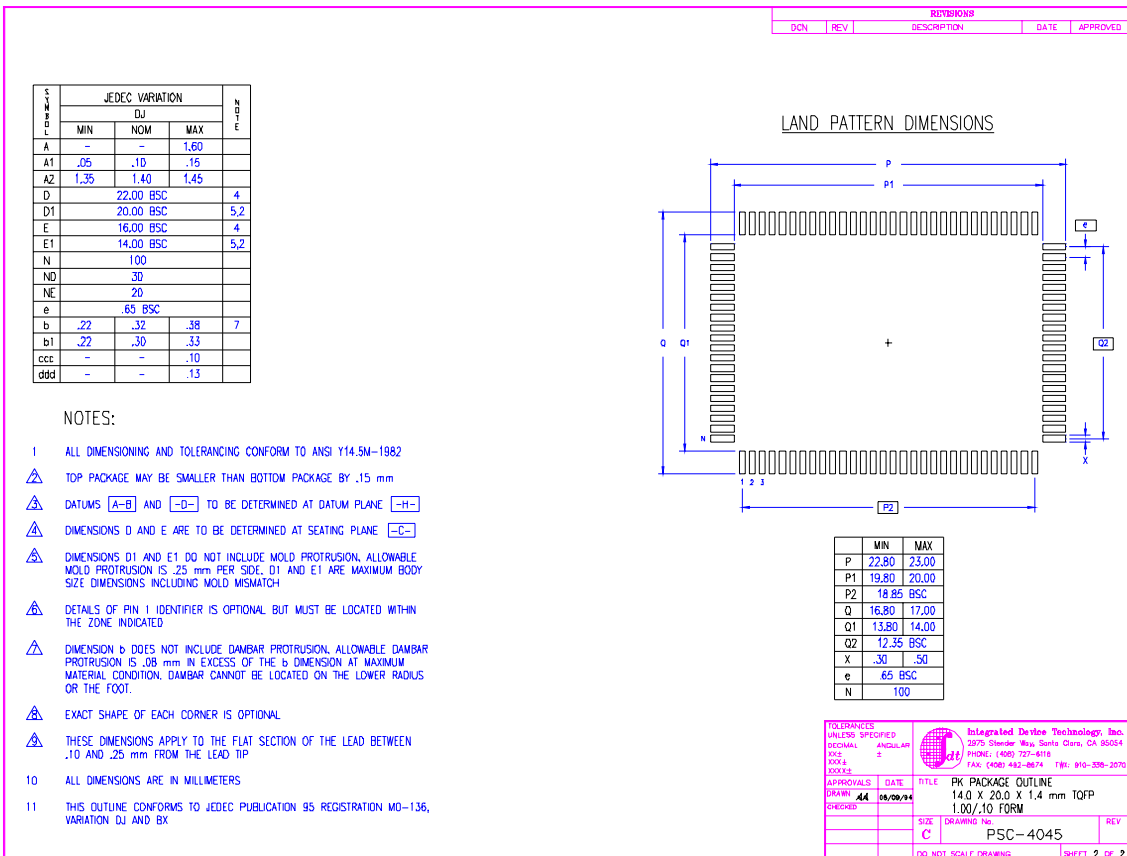 REVISIONS
DCN REV DESCRIPTION DATE APPROVED
SYMBOL JEDEC VARIATION NOTE
DJ
MIN NOM MAX
A - - 1.60
A1 .05 .10 .15
A2 1.35 1.40 1.45
D 22.00 BSC 4
D1 20.00 BSC 5,2
E 16.00 BSC 4
E1 14.00 BSC 5,2
N 100
ND 30
NE 20
e .65 BSC
b .22 .32 .38 7
b1 .22 .30 .33
ccc - - .10
ddd - - .13
LAND PATTERN DIMENSIONS
P
P1
e
Q Q1 Q2
N
X
1 2 3
P2
NOTES:
1 ALL DIMENSIONING AND TOLERANCING CONFORM TO ANSI Y14.5M-1982
2 TOP PACKAGE MAY BE SMALLER THAN BOTTOM PACKAGE BY .15 mm
3 DATUMS A-B AND -D- TO BE DETERMINED AT DATUM PLANE -H-
4 DIMENSIONS D AND E ARE TO BE DETERMINED AT SEATING PLANE -C-
5 DIMENSIONS D1 AND E1 DO NOT INCLUDE MOLD PROTRUSION. ALLOWABLE
MOLD PROTRUSION IS .25 mm PER SIDE. D1 AND E1 ARE MAXIMUM BODY
SIZE DIMENSIONS INCLUDING MOLD MISMATCH
6 DETAILS OF PIN 1 IDENTIFIER IS OPTIONAL BUT MUST BE LOCATED WITHIN
THE ZONE INDICATED
7 DIMENSION b DOES NOT INCLUDE DAMBAR PROTRUSION. ALLOWABLE DAMBAR
PROTRUSION IS .08 mm IN EXCESS OF THE b DIMENSION AT MAXIMUM
MATERIAL CONDITION. DAMBAR CANNOT BE LOCATED ON THE LOWER RADIUS
OR THE FOOT.
8 EXACT SHAPE OF EACH CORNER IS OPTIONAL
9 THESE DIMENSIONS APPLY TO THE FLAT SECTION OF THE LEAD BETWEEN
.10 AND .25 mm FROM THE LEAD TIP
10 ALL DIMENSIONS ARE IN MILLIMETERS
11 THIS OUTLINE CONFORMS TO JEDEC PUBLICATION 95 REGISTRATION MO-136,
VARIATION DJ AND BX
MIN MAX
P 22.80 23.00
P1 19.80 20.00
P2 18.85 BSC
Q 16.80 17.00
Q1 13.80 14.00
Q2 12.35 BSC
X .30 .50
e .65 BSC
N 100
TOLERANCES
UNLESS SPECIFIED
DECIMAL ANGULAR
XX± ±
XXX±
XXXX±
idt
Integrated Device Technology, Inc.
2975 Stender Way, Santa Clara, CA 95054
PHONE: (408) 727-6116
FAX: (408) 492-8674 TWX: 910-338-2070
APPROVALS DATE
DRAWN AA 08/09/94
CHECKED
TITLE PK PACKAGE OUTLINE
14.0 X 20.0 X 1.4 mm TQFP
1.00/.10 FORM
SIZE DRAWING No. REV
C PSC-4045
DO NOT SCALE DRAWING SHEET 2 OF 2